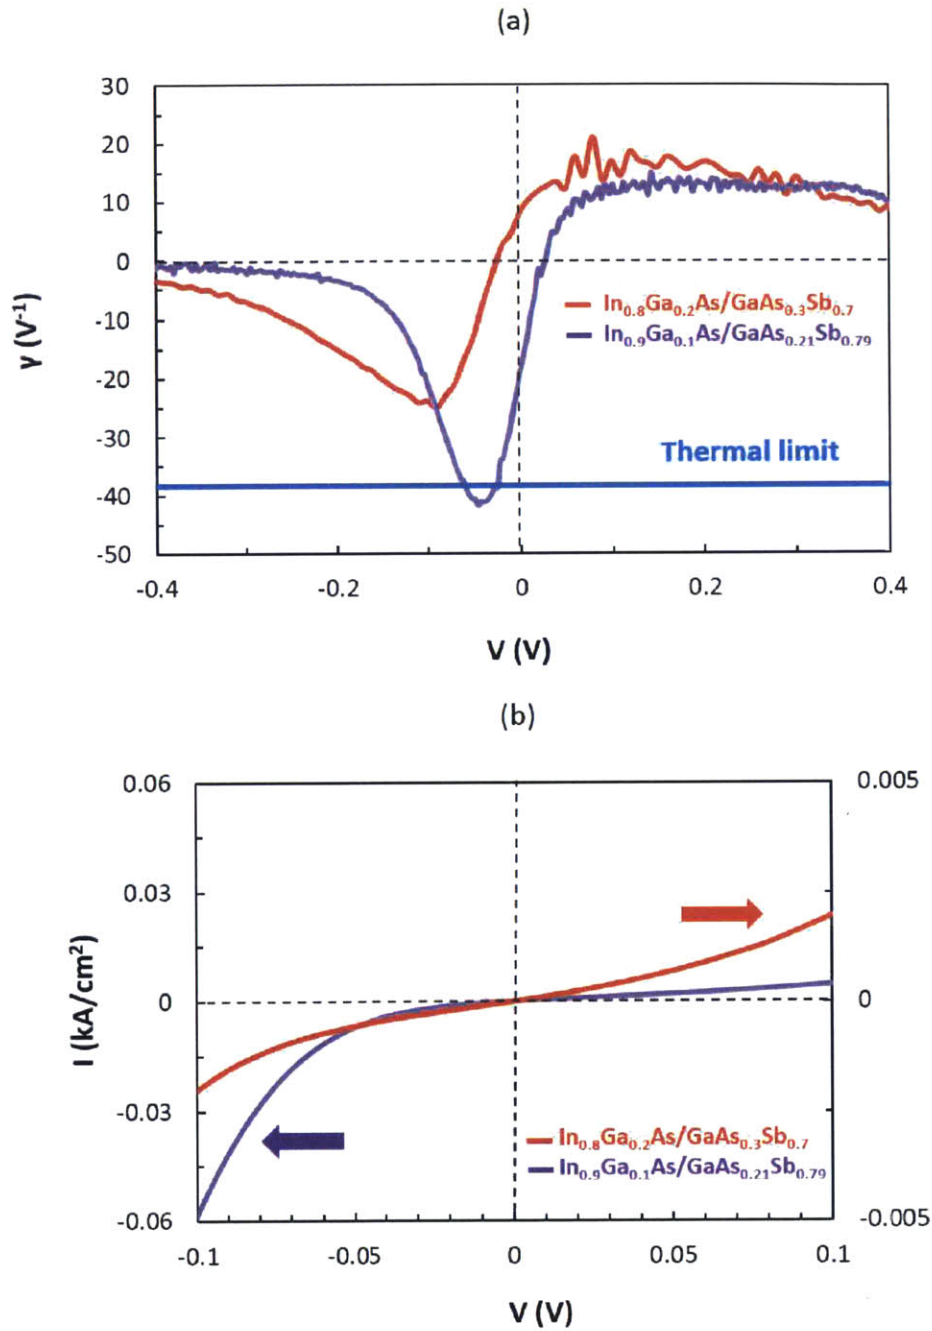 (a)
30
20
10
0
-10
-20
-30
-40
-50
γ (V⁻¹)
In₀.₈Ga₀.₂As/GaAs₀.₃Sb₀.₇
In₀.₉Ga₀.₁As/GaAs₀.₂₁Sb₀.₇₉
Thermal limit
-0.4 -0.2 0 0.2 0.4
V (V)
(b)
0.06
0.03
0
-0.03
-0.06
I (kA/cm²)
0.005
0
-0.005
In₀.₈Ga₀.₂As/GaAs₀.₃Sb₀.₇
In₀.₉Ga₀.₁As/GaAs₀.₂₁Sb₀.₇₉
-0.1 -0.05 0 0.05 0.1
V (V)